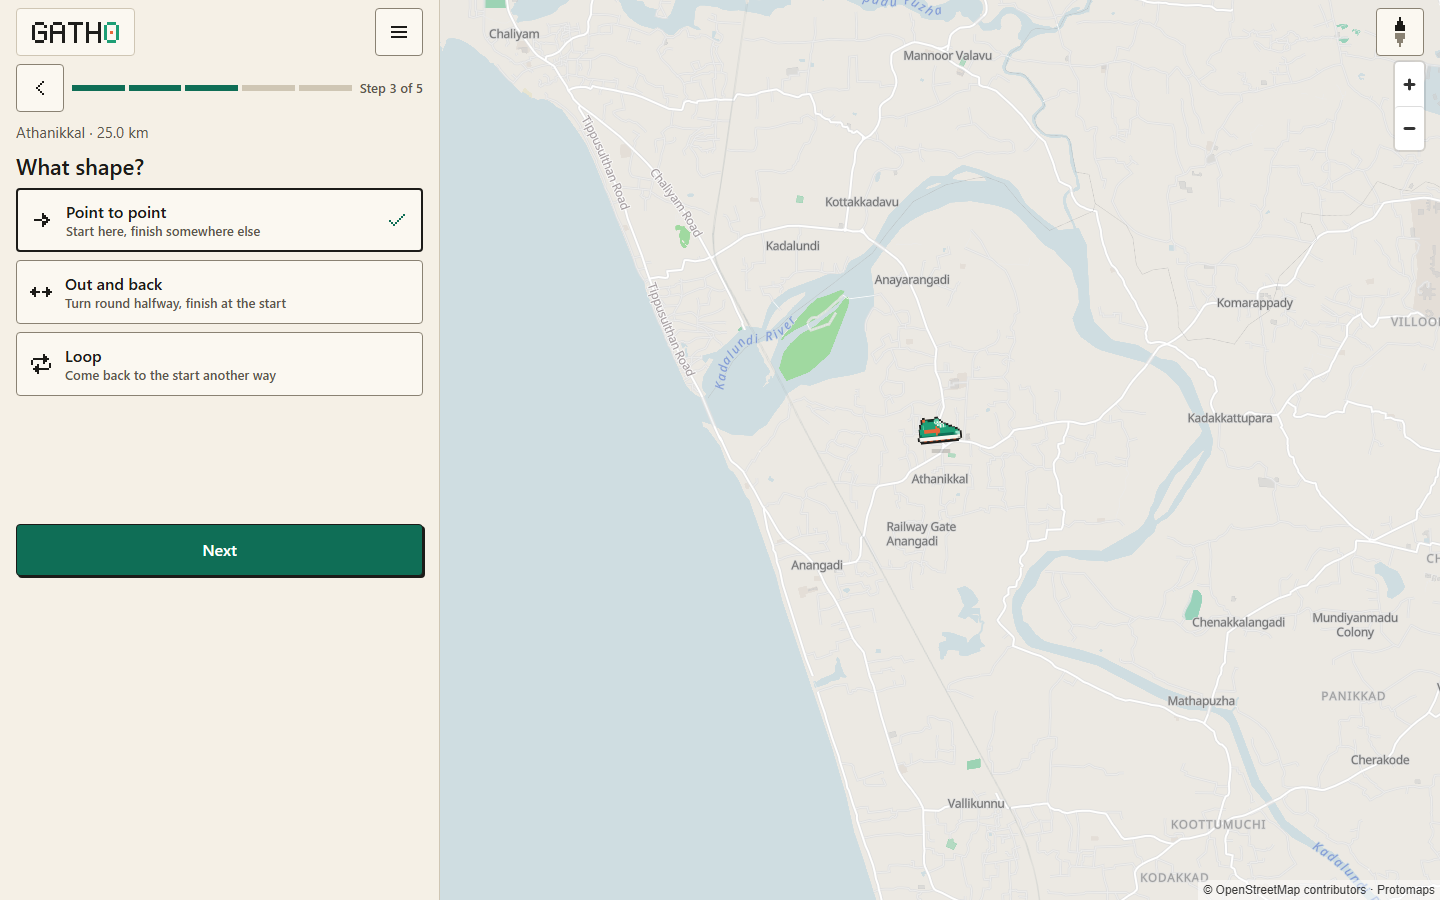 GATHO
Step 3 of 5
Athanikkal · 25.0 km
What shape?
Point to point
Start here, finish somewhere else
Out and back
Turn round halfway, finish at the start
Loop
Come back to the start another way
Next
Chaliyam
Mannoor Valavu
Tippusulthan Road
Chaliyam Road
Kottakkadavu
Kadalundi
Anayarangadi
Komarappady
Tippusulthan Road
Kadalundi River
Kadakkattupara
Athanikkal
Railway Gate
Anangadi
Anangadi
Chenakkalangadi
Mundiyanmadu
Colony
PANIKKAD
Mathapuzha
Cherakode
Vallikunnu
KOOTTUMUCHI
KODAKKAD
© OpenStreetMap contributors · Protomaps